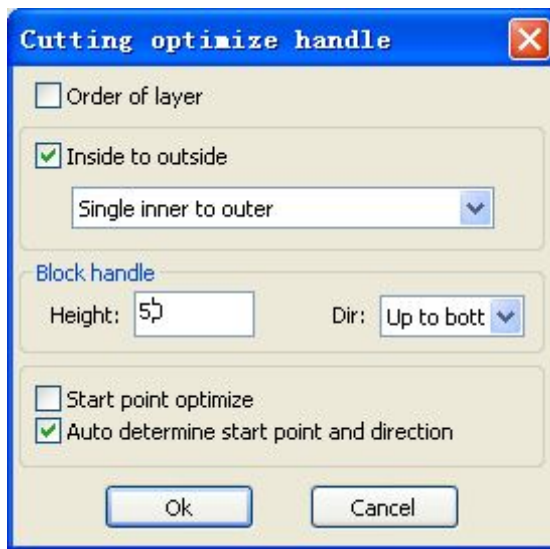 Cutting optimize handle
Order of layer
Inside to outside
Single inner to outer
Block handle
Height:
Dir: Up to bott
Start point optimize
Auto determine start point and direction
Ok Cancel